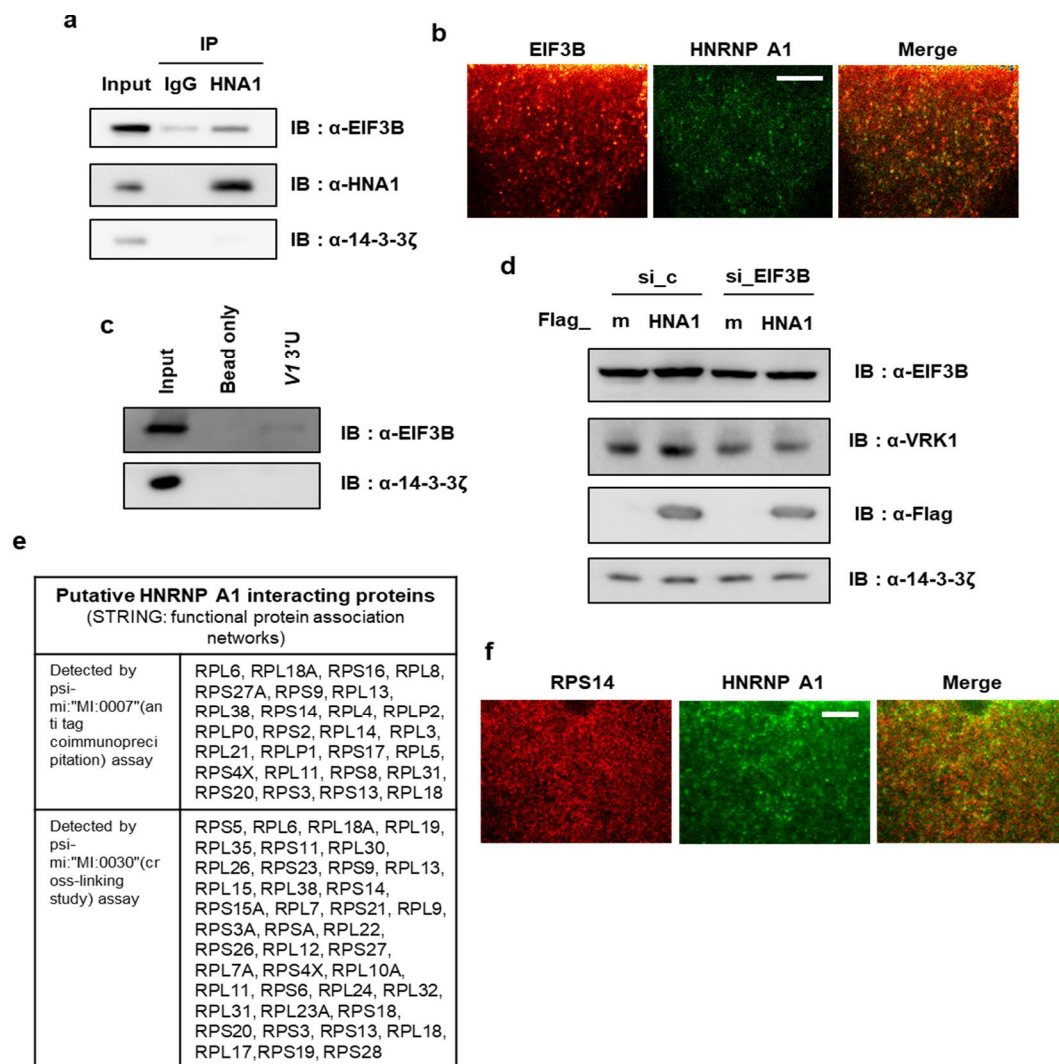 a
IP
Input IgG HNA1
IB : α-EIF3B
IB : α-HNA1
IB : α-14-3-3ζ
b
EIF3B HNRNP A1 Merge
c
Input
Bead only
V1 3'U
IB : α-EIF3B
IB : α-14-3-3ζ
d
si_c si_EIF3B
Flag_ m HNA1 m HNA1
IB : α-EIF3B
IB : α-VRK1
IB : α-Flag
IB : α-14-3-3ζ
e
Putative HNRNP A1 interacting proteins
(STRING: functional protein association
networks)
Detected by
psi-
mi:"MI:0007"(an
ti tag
coimmunopreci
pitation) assay
RPL6, RPL18A, RPS16, RPL8,
RPS27A, RPS9, RPL13,
RPL38, RPS14, RPL4, RPLP2,
RPLP0, RPS2, RPL14, RPL3,
RPL21, RPLP1, RPS17, RPL5,
RPS4X, RPL11, RPS8, RPL31,
RPS20, RPS3, RPS13, RPL18
Detected by
psi-
mi:"MI:0030"(cr
oss-linking
study) assay
RPS5, RPL6, RPL18A, RPL19,
RPL35, RPS11, RPL30,
RPL26, RPS23, RPS9, RPL13,
RPL15, RPL38, RPS14,
RPS15A, RPL7, RPS21, RPL9,
RPS3A, RPSA, RPL22,
RPS26, RPL12, RPS27,
RPL7A, RPS4X, RPL10A,
RPL11, RPS6, RPL24, RPL32,
RPL31, RPL23A, RPS18,
RPS20, RPS3, RPS13, RPL18,
RPL17,RPS19, RPS28
f
RPS14 HNRNP A1 Merge